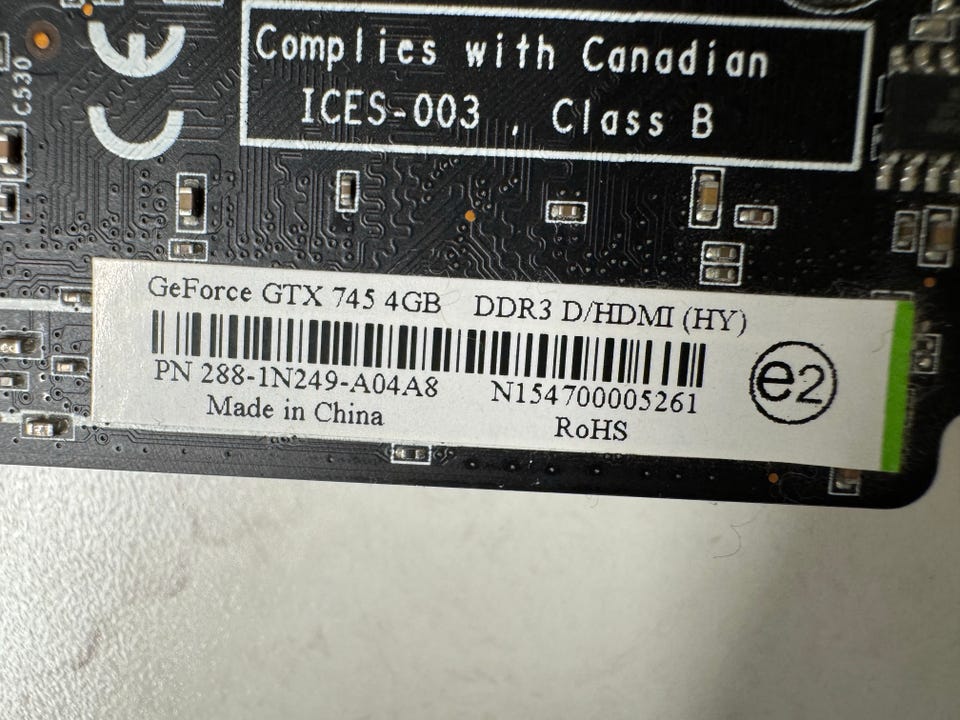 C530
CE
Complies with Canadian
ICES-003 , Class B
GeForce GTX 745 4GB DDR3 D/HDMI (HY)
PN 288-1N249-A04A8 N154700005261
Made in China RoHS
e2